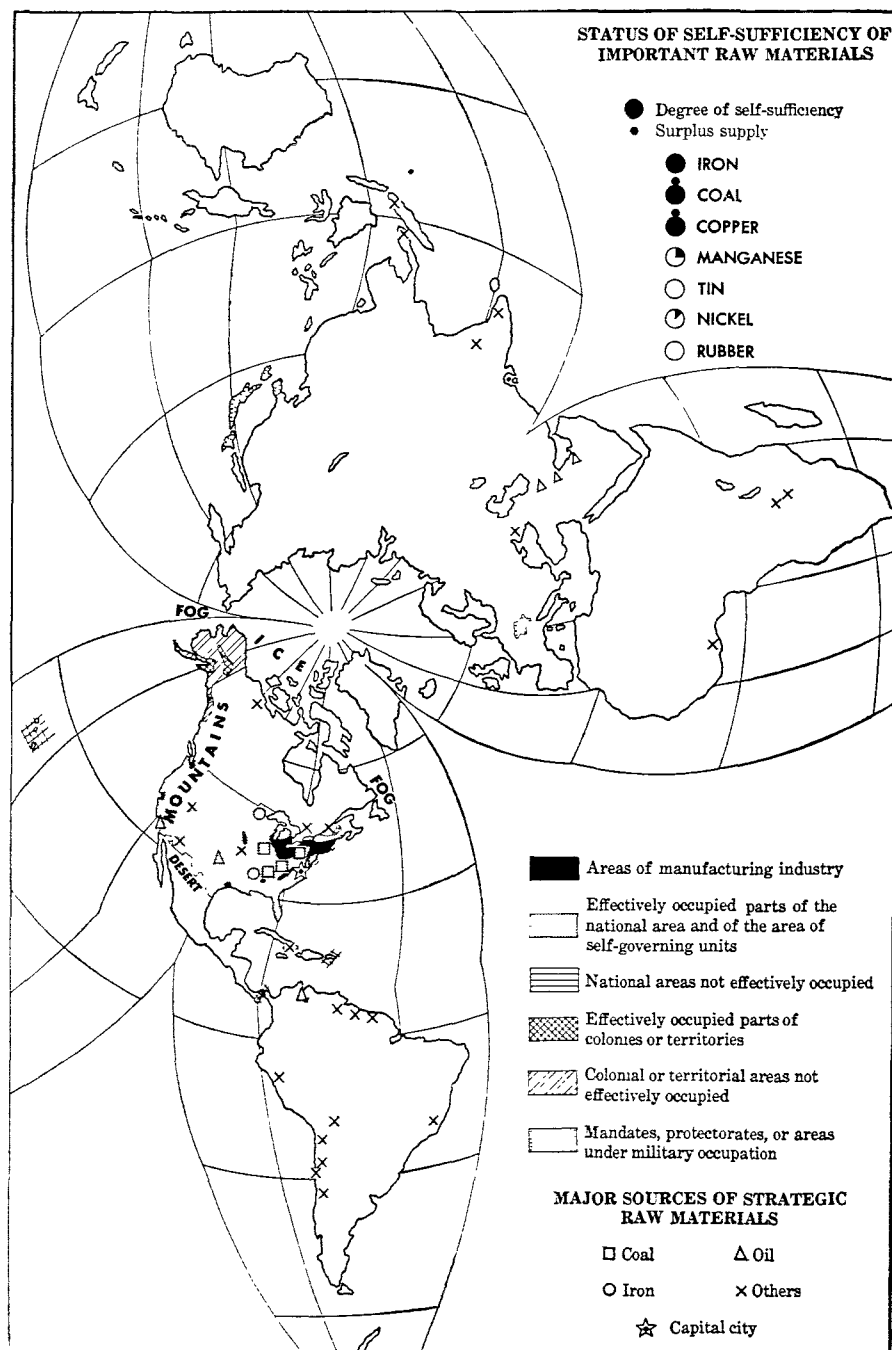 STATUS OF SELF-SUFFICIENCY OF
IMPORTANT RAW MATERIALS
Degree of self-sufficiency
Surplus supply
IRON
COAL
COPPER
MANGANESE
TIN
NICKEL
RUBBER
FOG
ICE
MOUNTAINS
FOG
DESERT
Areas of manufacturing industry
Effectively occupied parts of the
national area and of the area of
self-governing units
National areas not effectively occupied
Effectively occupied parts of
colonies or territories
Colonial or territorial areas not
effectively occupied
Mandates, protectorates, or areas
under military occupation
MAJOR SOURCES OF STRATEGIC
RAW MATERIALS
Coal
Oil
Iron
Others
Capital city